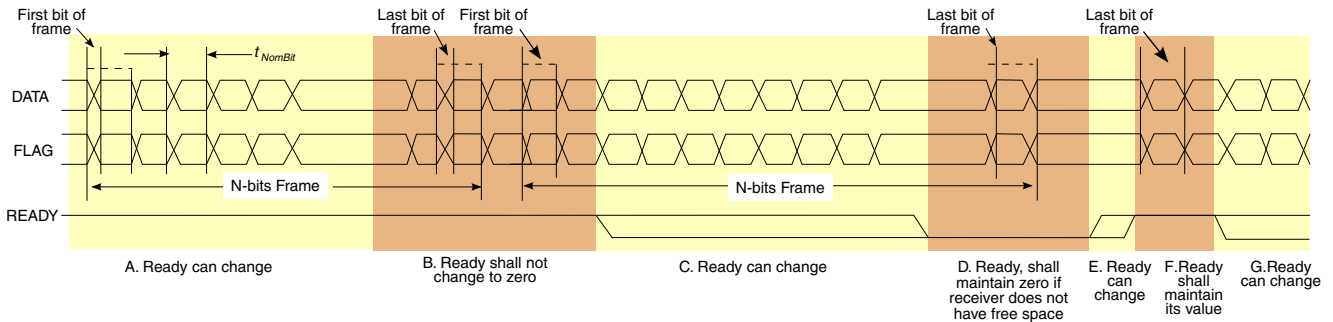 First bit of
frame
t NomBit
Last bit of
frame
First bit of
frame
Last bit of
frame
Last bit of
frame
DATA
FLAG
N-bits Frame
N-bits Frame
READY
A. Ready can change
B. Ready shall not
change to zero
C. Ready can change
D. Ready, shall
maintain zero if
receiver does not
have free space
E. Ready
can
change
F.Ready
shall
maintain
its value
G.Ready
can change